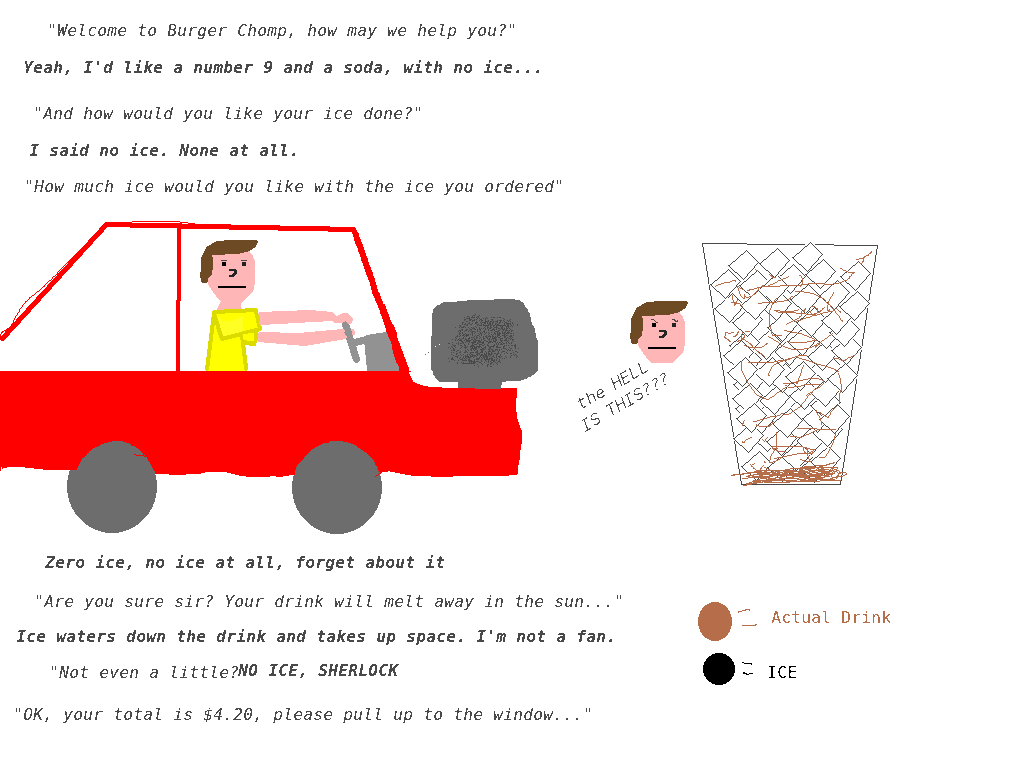 "Welcome to Burger Chomp, how may we help you?"
Yeah, I'd like a number 9 and a soda, with no ice...
"And how would you like your ice done?"
I said no ice. None at all.
"How much ice would you like with the ice you ordered"
the HELL
IS THIS???
Zero ice, no ice at all, forget about it
"Are you sure sir? Your drink will melt away in the sun..."
Ice waters down the drink and takes up space. I'm not a fan.
"Not even a little?NO ICE, SHERLOCK
"OK, your total is $4.20, please pull up to the window..."
= Actual Drink
= ICE